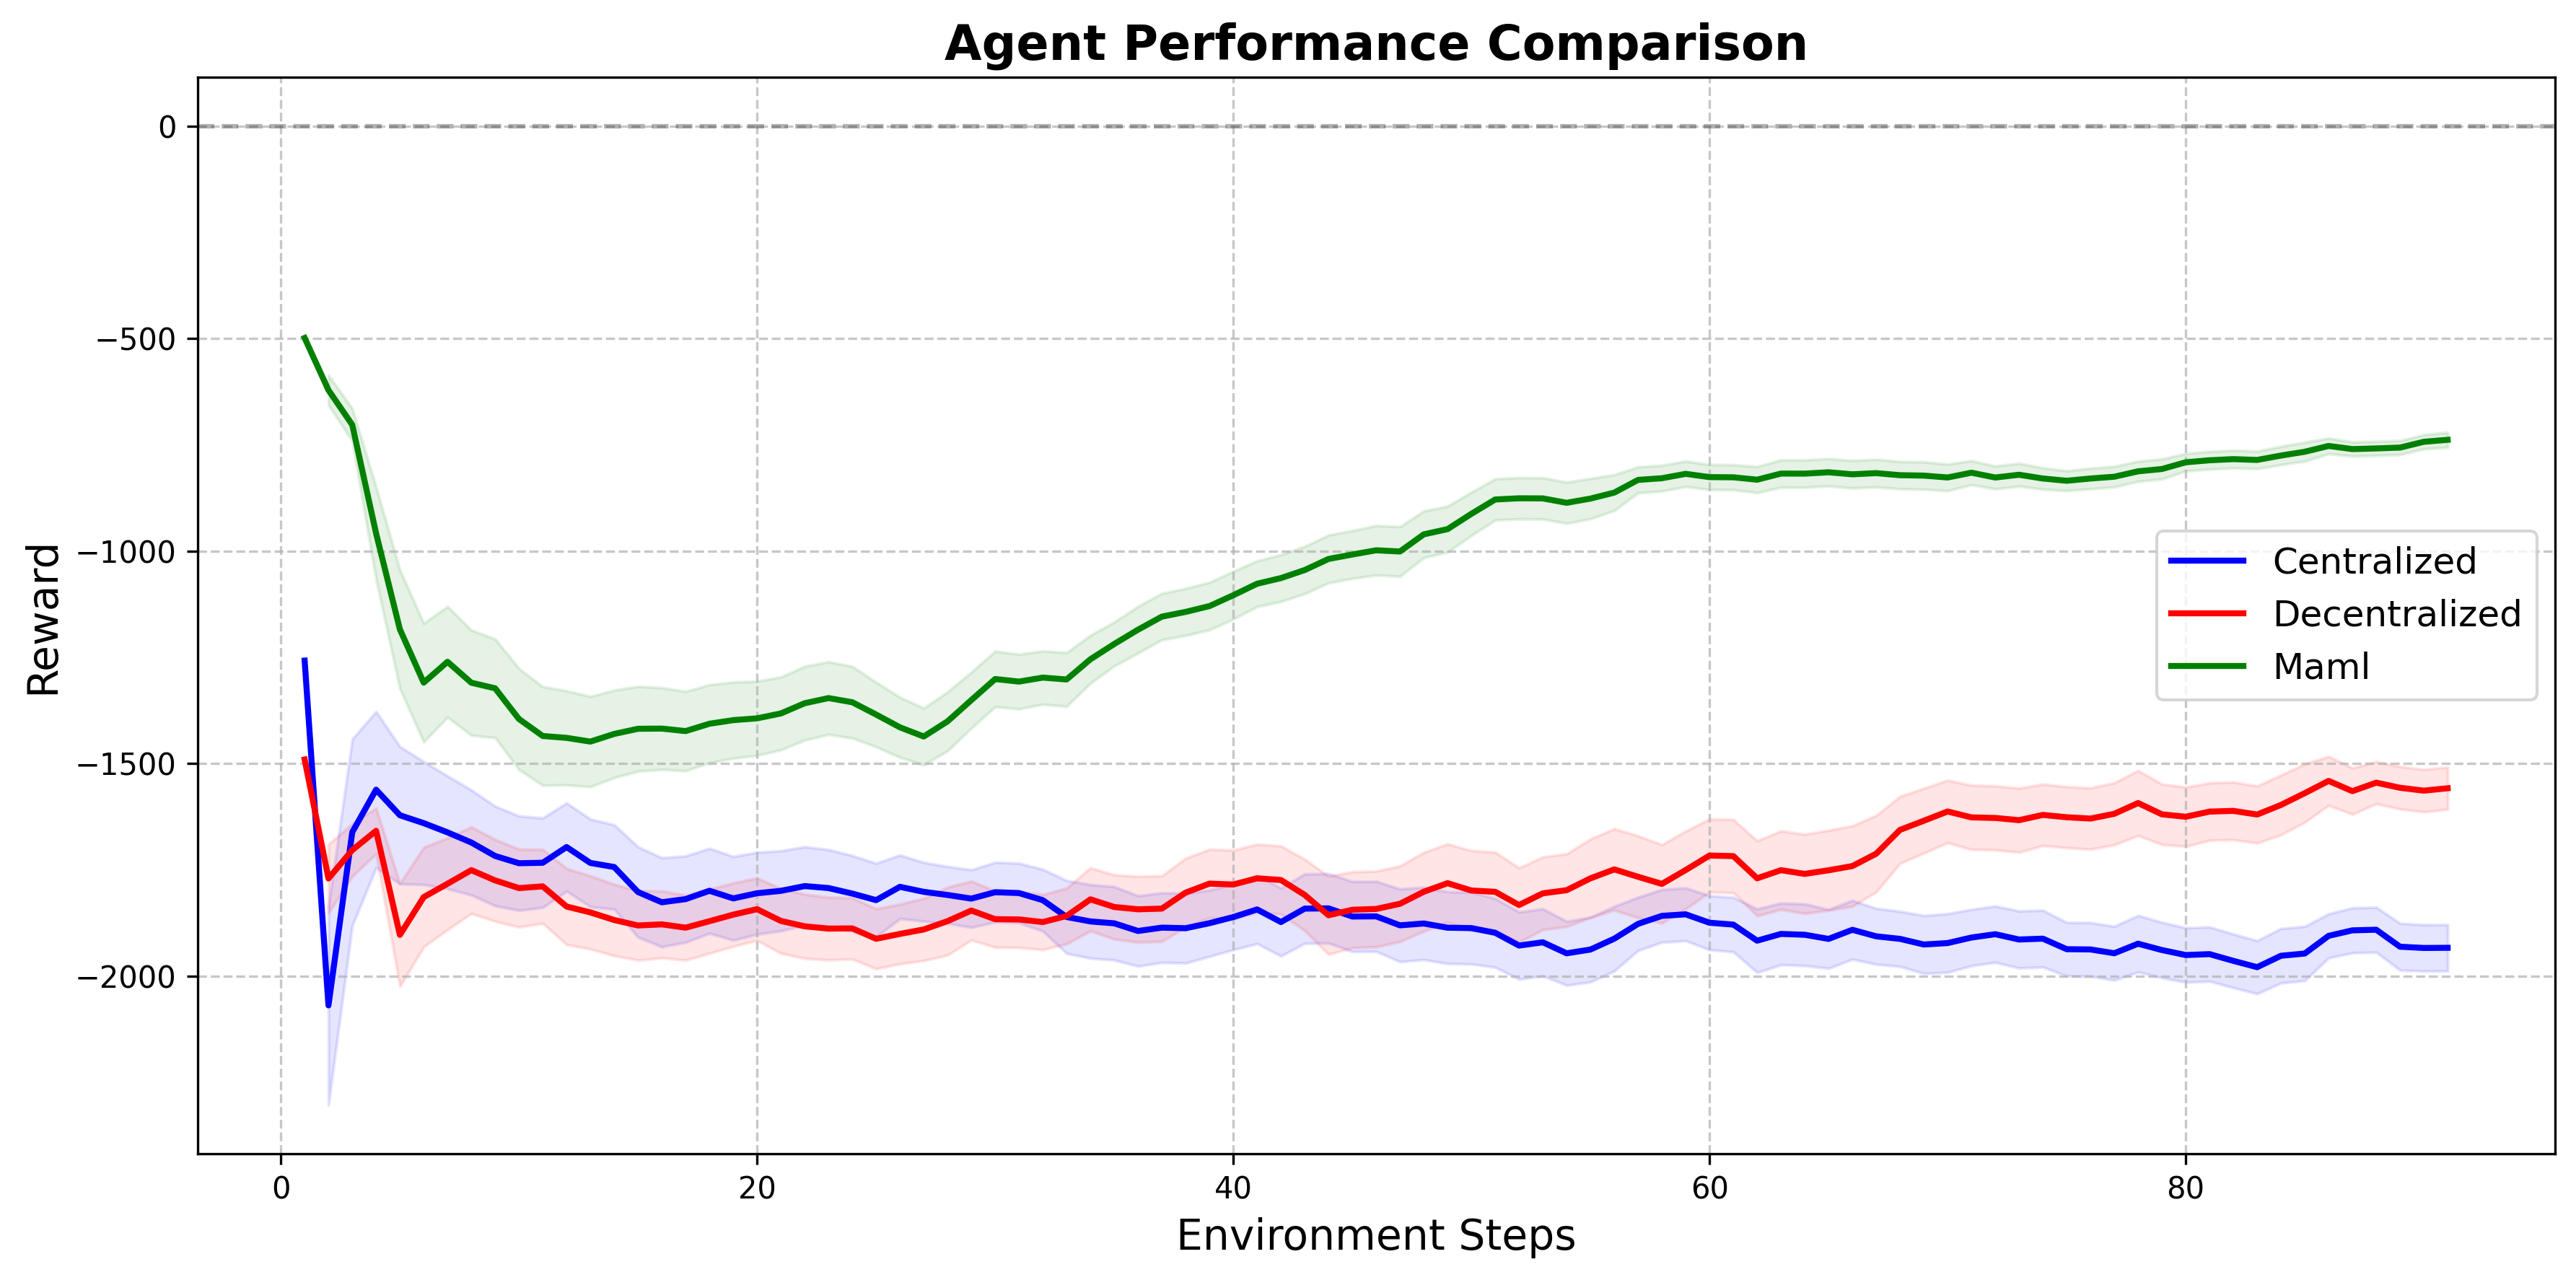 Agent Performance Comparison
0
−500
−1000
−1500
−2000
Reward
Centralized
Decentralized
Maml
0 20 40 60 80
Environment Steps